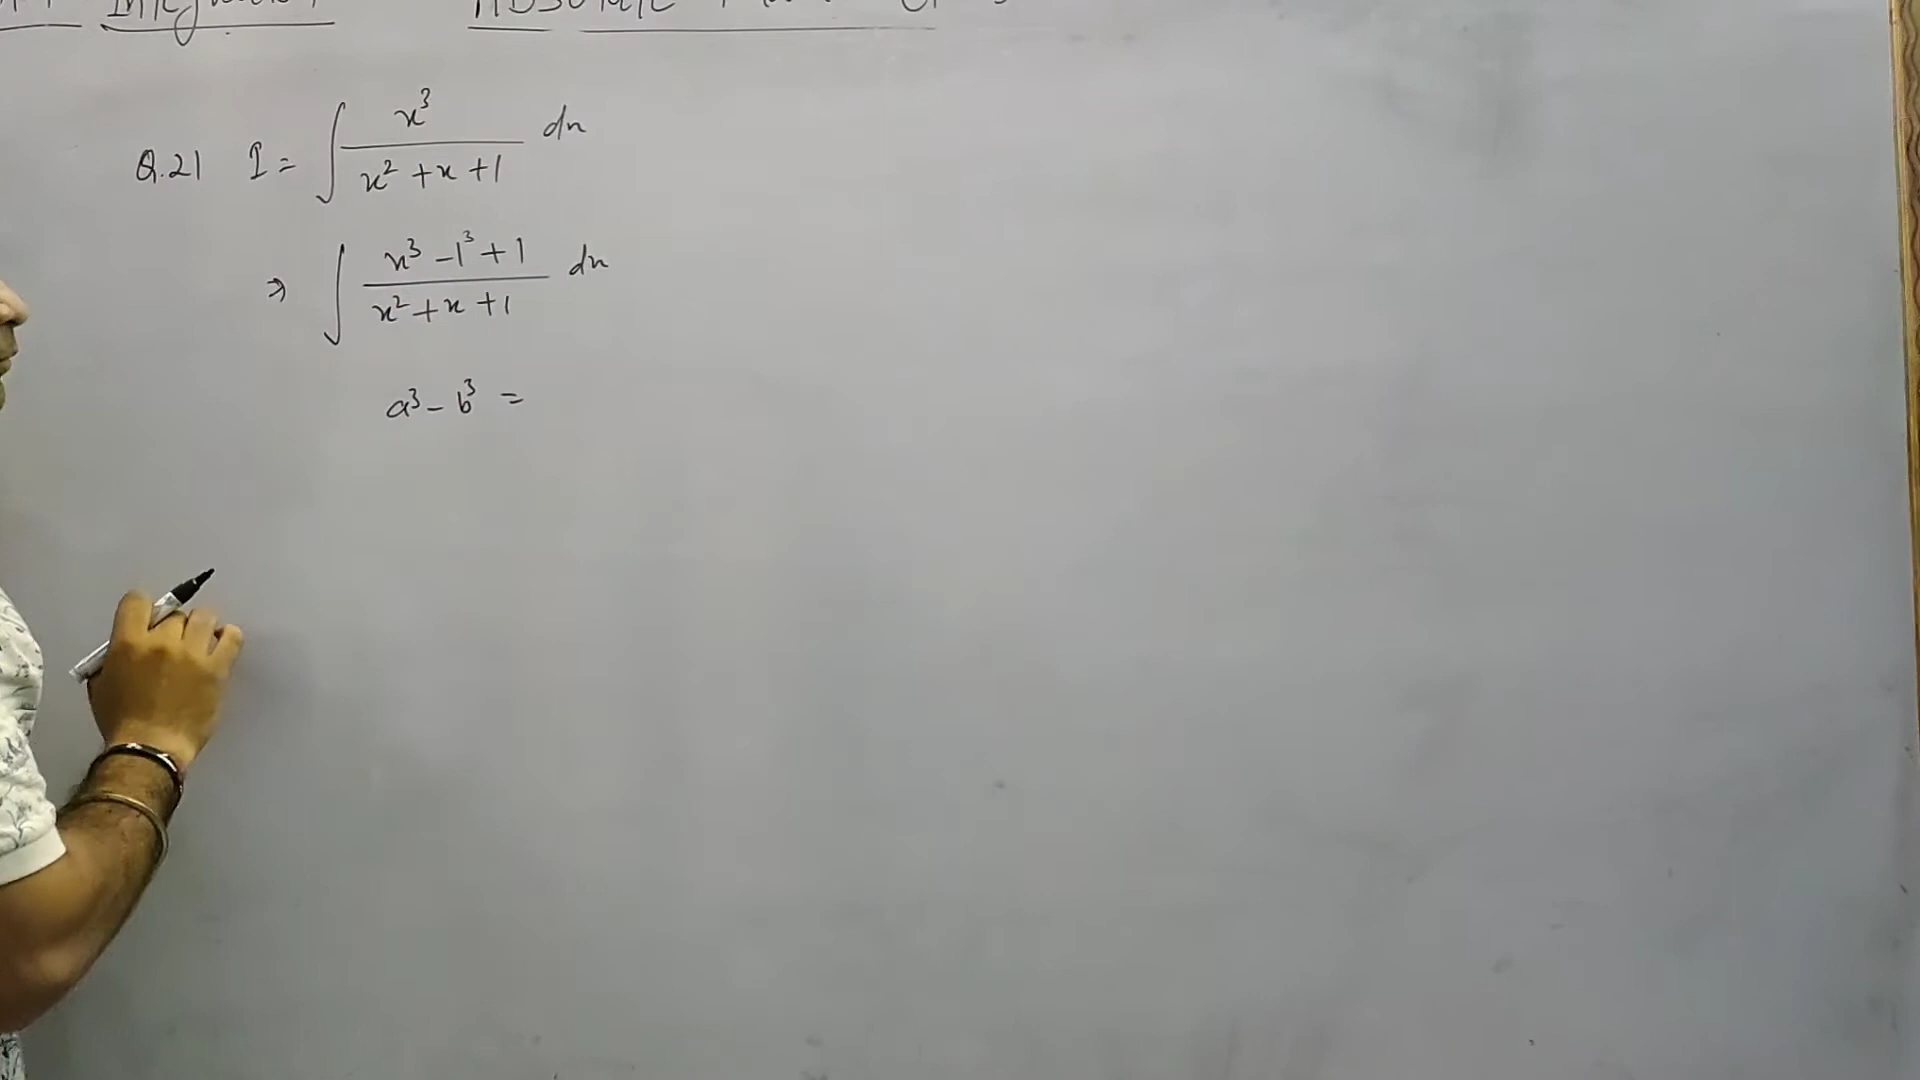 Q.21 I = ∫ x³ / (x² + x + 1) dx
⇒ ∫ (x³ - 1³ + 1) / (x² + x + 1) dx
a³ - b³ =